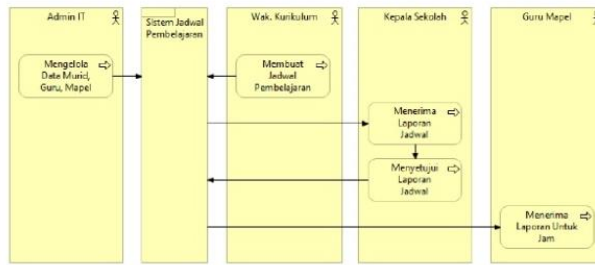 Admin IT
Sistem Jadwal
Pembelajaran
Wak. Kurikulum
Kepala Sekolah
Guru Mapel
Mengelola
Data Murid,
Guru, Mapel
Membuat
Jadwal
Pembelajaran
Menerima
Laporan
Jadwal
Menyetujui
Laporan
Jadwal
Menerima
Laporan Untuk
Jam